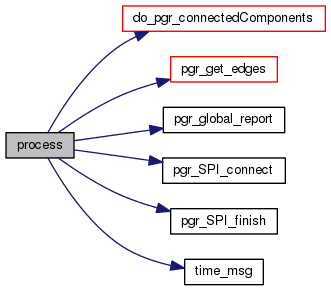 do_pgr_connectedComponents
pgr_get_edges
pgr_global_report
process
pgr_SPI_connect
pgr_SPI_finish
time_msg